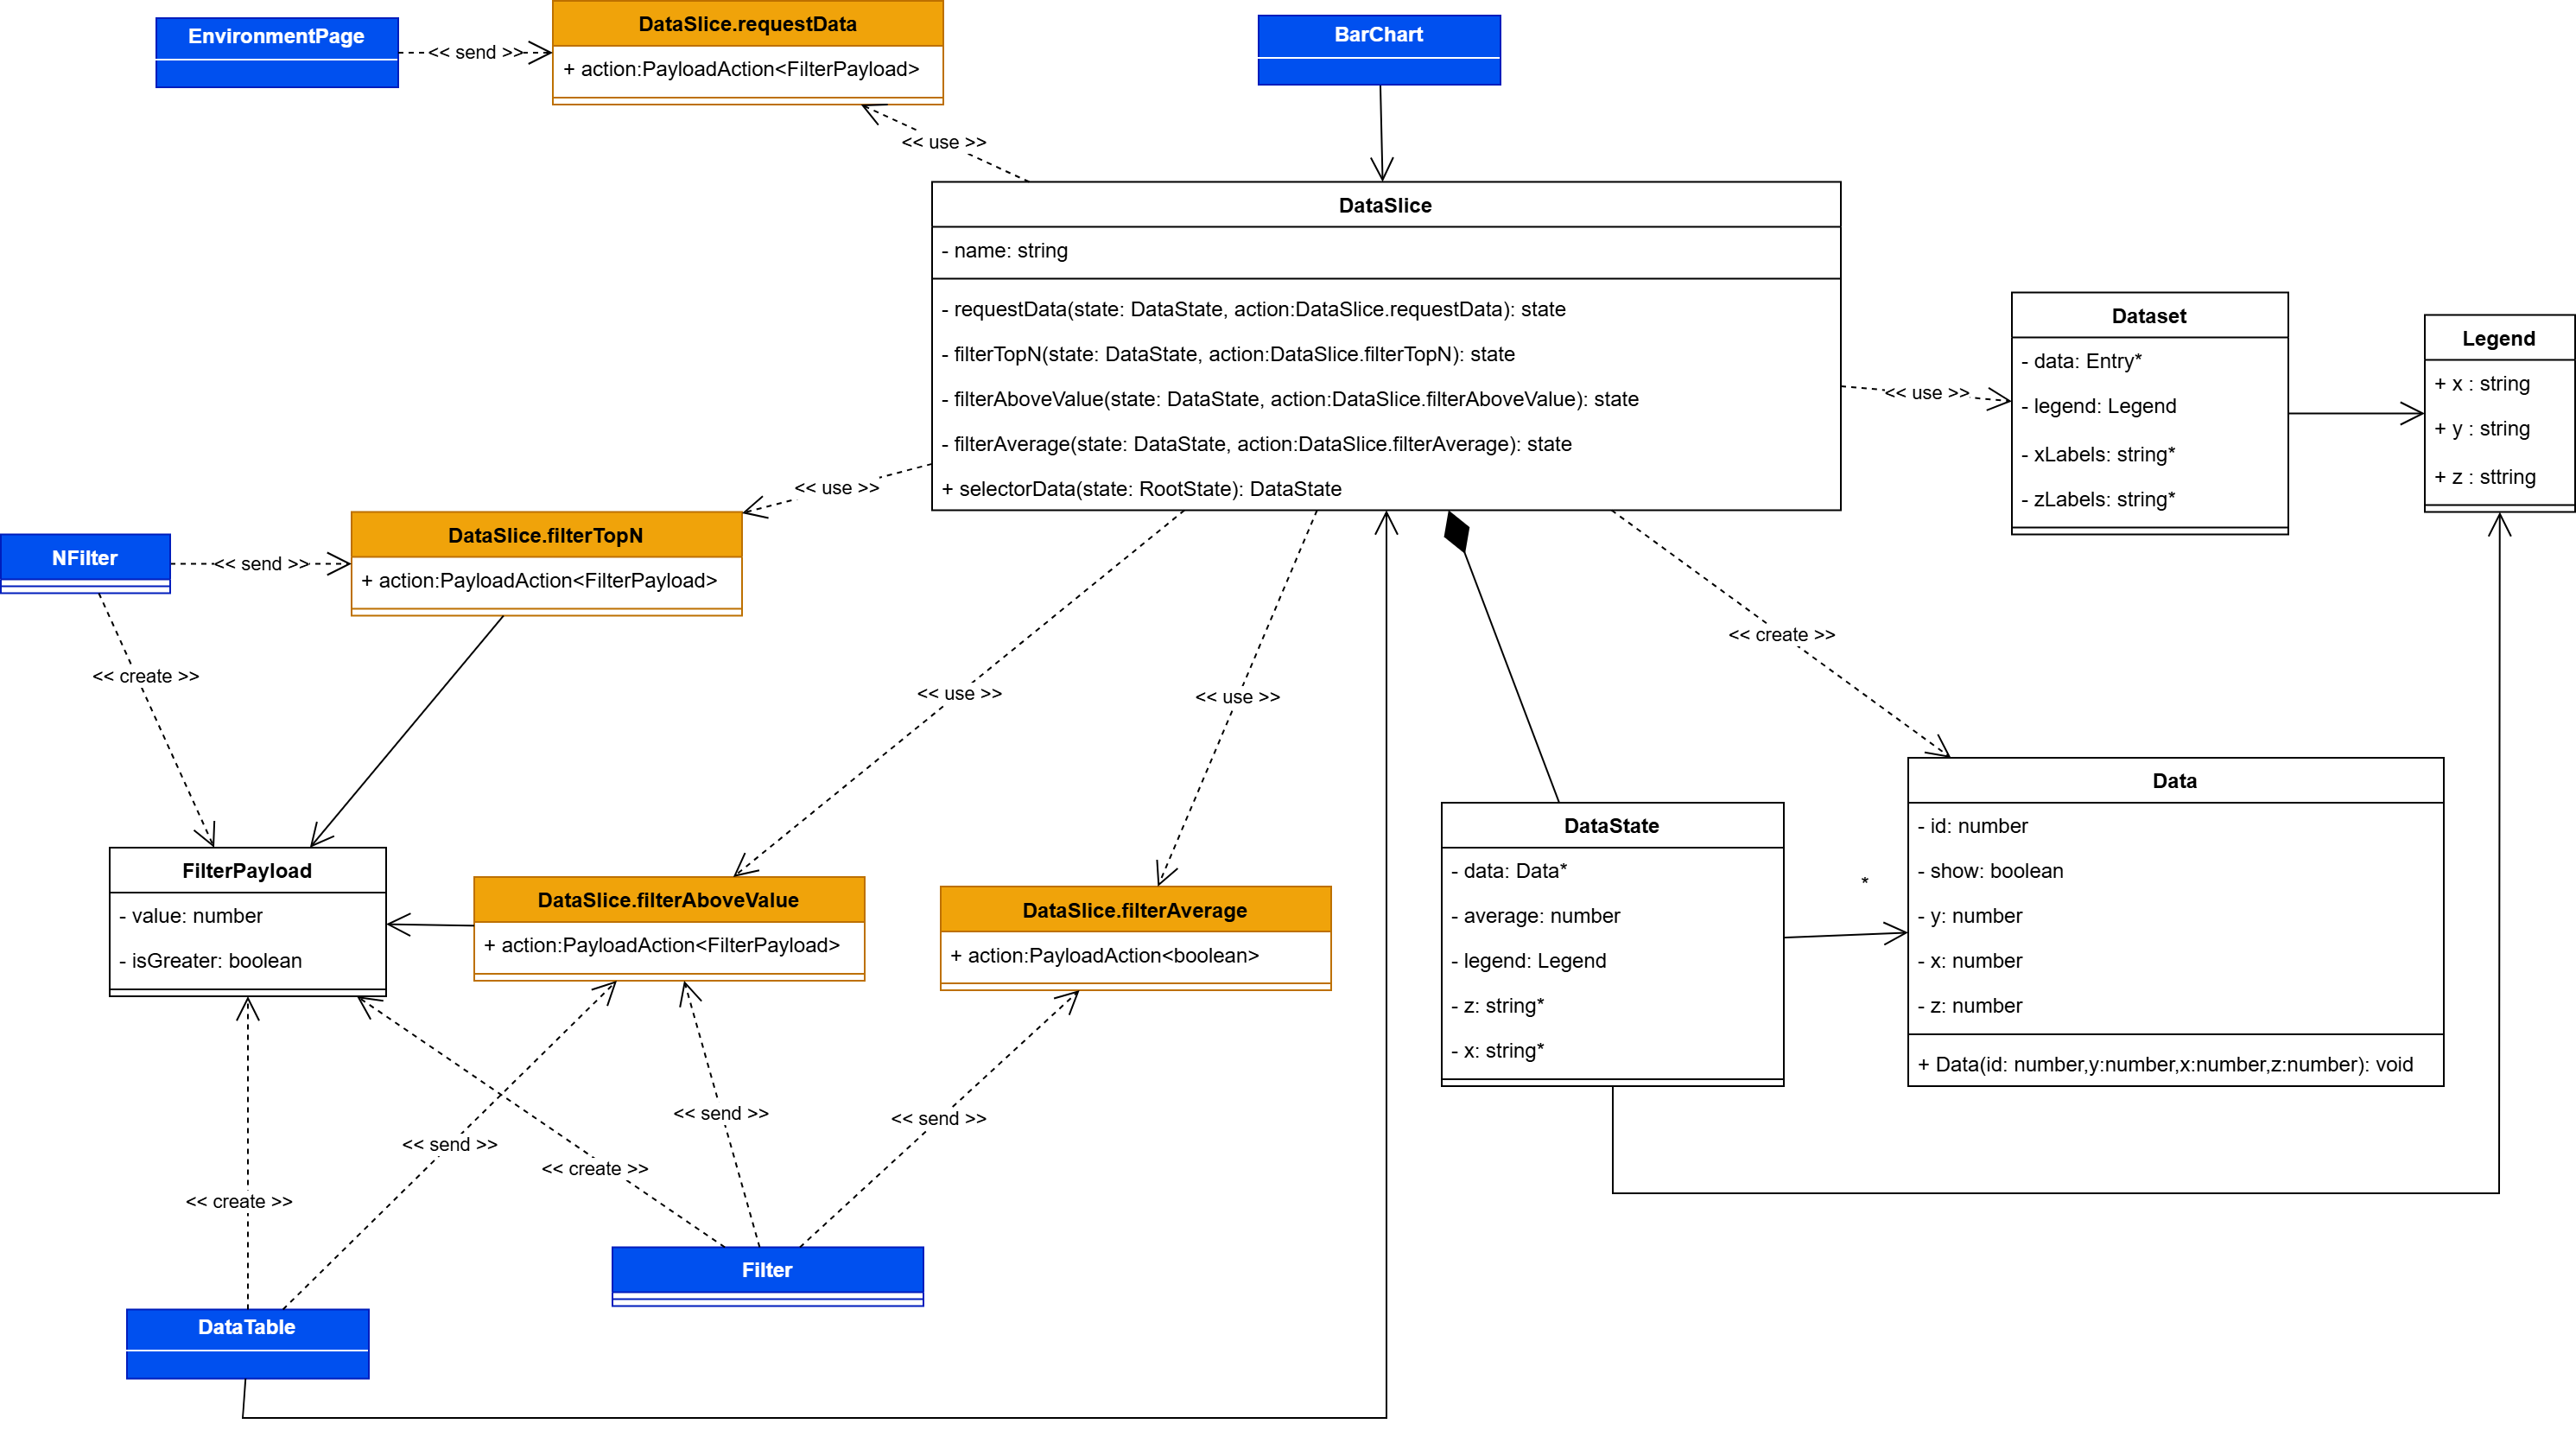 EnvironmentPage
<< send >>
DataSlice.requestData
+ action:PayloadAction<FilterPayload>
BarChart
<< use >>
DataSlice
- name: string
- requestData(state: DataState, action:DataSlice.requestData): state
- filterTopN(state: DataState, action:DataSlice.filterTopN): state
- filterAboveValue(state: DataState, action:DataSlice.filterAboveValue): state
- filterAverage(state: DataState, action:DataSlice.filterAverage): state
+ selectorData(state: RootState): DataState
<< use >>
Dataset
- data: Entry*
- legend: Legend
- xLabels: string*
- zLabels: string*
Legend
+ x : string
+ y : string
+ z : sttring
<< use >>
NFilter
<< send >>
DataSlice.filterTopN
+ action:PayloadAction<FilterPayload>
<< create >>
<< use >>
<< use >>
<< create >>
FilterPayload
- value: number
- isGreater: boolean
DataSlice.filterAboveValue
+ action:PayloadAction<FilterPayload>
DataSlice.filterAverage
+ action:PayloadAction<boolean>
DataState
- data: Data*
- average: number
- legend: Legend
- z: string*
- x: string*
*
Data
- id: number
- show: boolean
- y: number
- x: number
- z: number
+ Data(id: number,y:number,x:number,z:number): void
<< send >>
<< send >>
<< send >>
<< create >>
<< create >>
Filter
DataTable